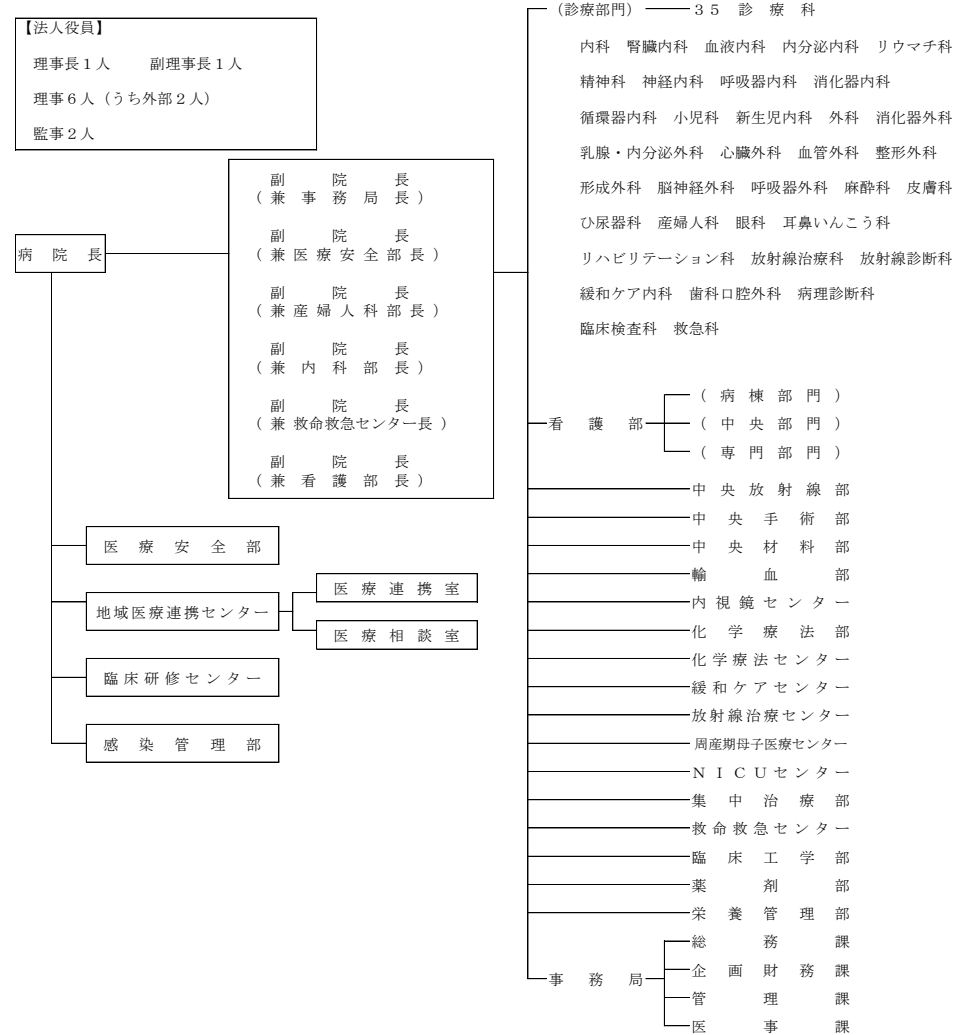 【法人役員】
理事長１人　　副理事長１人
理事６人（うち外部２人）
監事２人
病院長
副院長
（兼事務局長）
副院長
（兼医療安全部長）
副院長
（兼産婦人科部長）
副院長
（兼内科部長）
副院長
（兼救命救急センター長）
副院長
（兼看護部長）
医療安全部
地域医療連携センター
医療連携室
医療相談室
臨床研修センター
感染管理部
（診療部門）　３５診療科
内科　腎臓内科　血液内科　内分泌内科　リウマチ科
精神科　神経内科　呼吸器内科　消化器内科
循環器内科　小児科　新生児内科　外科　消化器外科
乳腺・内分泌外科　心臓外科　血管外科　整形外科
形成外科　脳神経外科　呼吸器外科　麻酔科　皮膚科
ひ尿器科　産婦人科　眼科　耳鼻いんこう科
リハビリテーション科　放射線治療科　放射線診断科
緩和ケア内科　歯科口腔外科　病理診断科
臨床検査科　救急科
看護部
（病棟部門）
（中央部門）
（専門部門）
中央放射線部
中央手術部
中央材料部
輸血部
内視鏡センター
化学療法部
化学療法センター
緩和ケアセンター
放射線治療センター
周産期母子医療センター
ＮＩＣＵセンター
集中治療部
救命救急センター
臨床工学部
薬剤部
栄養管理部
事務局
総務課
企画財務課
管理課
医事課